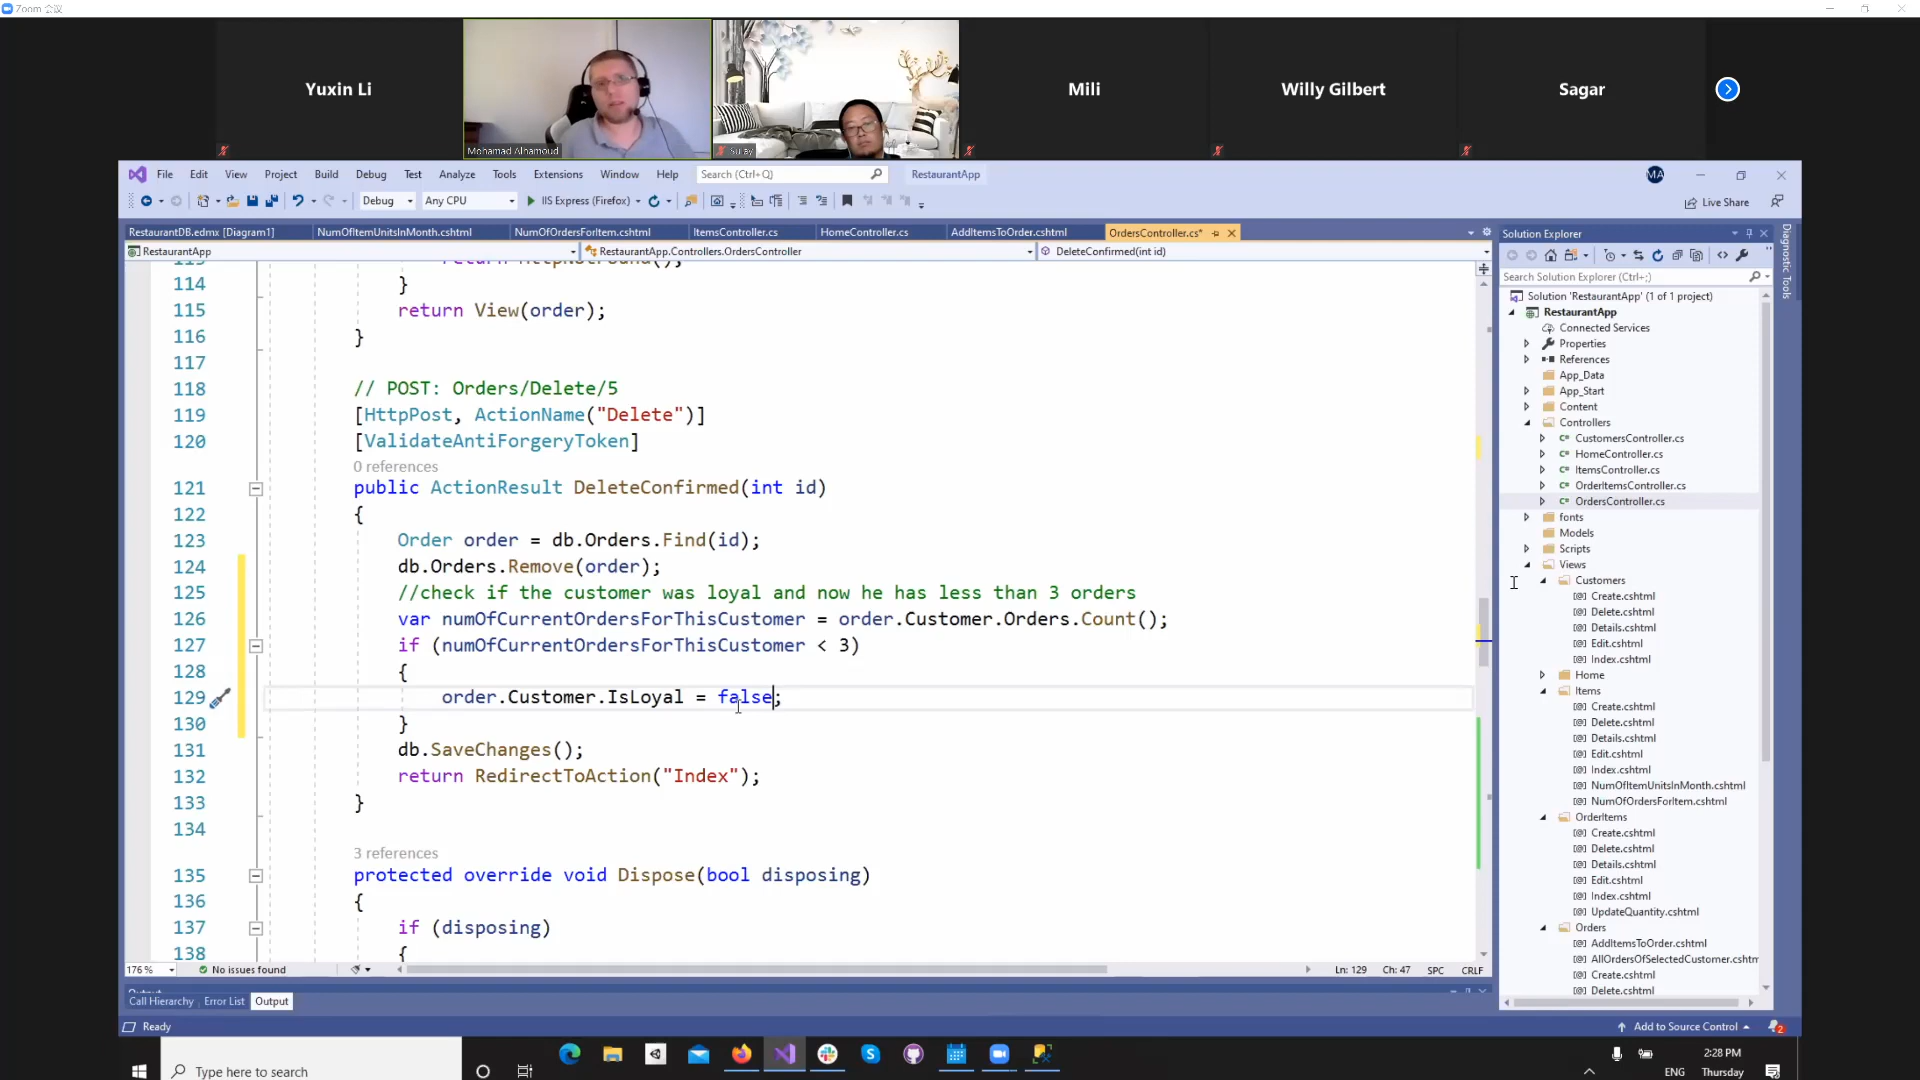 Zoom 会议
Yuxin Li
Mohamad Alhamoud
Mili
Willy Gilbert
Sagar
File Edit View Project Build Debug Test Analyze Tools Extensions Window Help Search (Ctrl+Q) RestaurantApp MA
Debug Any CPU IIS Express (Firefox) Live Share
RestaurantDB.edmx [Diagram1] NumOfItemUnitsInMonth.cshtml NumOfOrdersForItem.cshtml ItemsController.cs HomeController.cs AddItemsToOrder.cshtml OrdersController.cs*
RestaurantApp RestaurantApp.Controllers.OrdersController DeleteConfirmed(int id)
113 return HttpNotFound();
114 }
115 return View(order);
116 }
117
118 // POST: Orders/Delete/5
119 [HttpPost, ActionName("Delete")]
120 [ValidateAntiForgeryToken]
0 references
121 public ActionResult DeleteConfirmed(int id)
122 {
123 Order order = db.Orders.Find(id);
124 db.Orders.Remove(order);
125 //check if the customer was loyal and now he has less than 3 orders
126 var numOfCurrentOrdersForThisCustomer = order.Customer.Orders.Count();
127 if (numOfCurrentOrdersForThisCustomer < 3)
128 {
129 order.Customer.IsLoyal = false;
130 }
131 db.SaveChanges();
132 return RedirectToAction("Index");
133 }
134
3 references
135 protected override void Dispose(bool disposing)
136 {
137 if (disposing)
138 {
176 % No issues found Ln: 129 Ch: 47 SPC CRLF
Output
Call Hierarchy Error List Output
Ready Add to Source Control 2
Solution Explorer
Search Solution Explorer (Ctrl+;)
Solution 'RestaurantApp' (1 of 1 project)
RestaurantApp
Connected Services
Properties
References
App_Data
App_Start
Content
Controllers
CustomersController.cs
HomeController.cs
ItemsController.cs
OrderItemsController.cs
OrdersController.cs
fonts
Models
Scripts
Views
Customers
Create.cshtml
Delete.cshtml
Details.cshtml
Edit.cshtml
Index.cshtml
Home
Items
Create.cshtml
Delete.cshtml
Details.cshtml
Edit.cshtml
Index.cshtml
NumOfItemUnitsInMonth.cshtml
NumOfOrdersForItem.cshtml
OrderItems
Create.cshtml
Delete.cshtml
Details.cshtml
Edit.cshtml
Index.cshtml
UpdateQuantity.cshtml
Orders
AddItemsToOrder.cshtml
AllOrdersOfSelectedCustomer.cshtm
Create.cshtml
Delete.cshtml
Diagnostic Tools
Type here to search
ENG
2:28 PM
Thursday